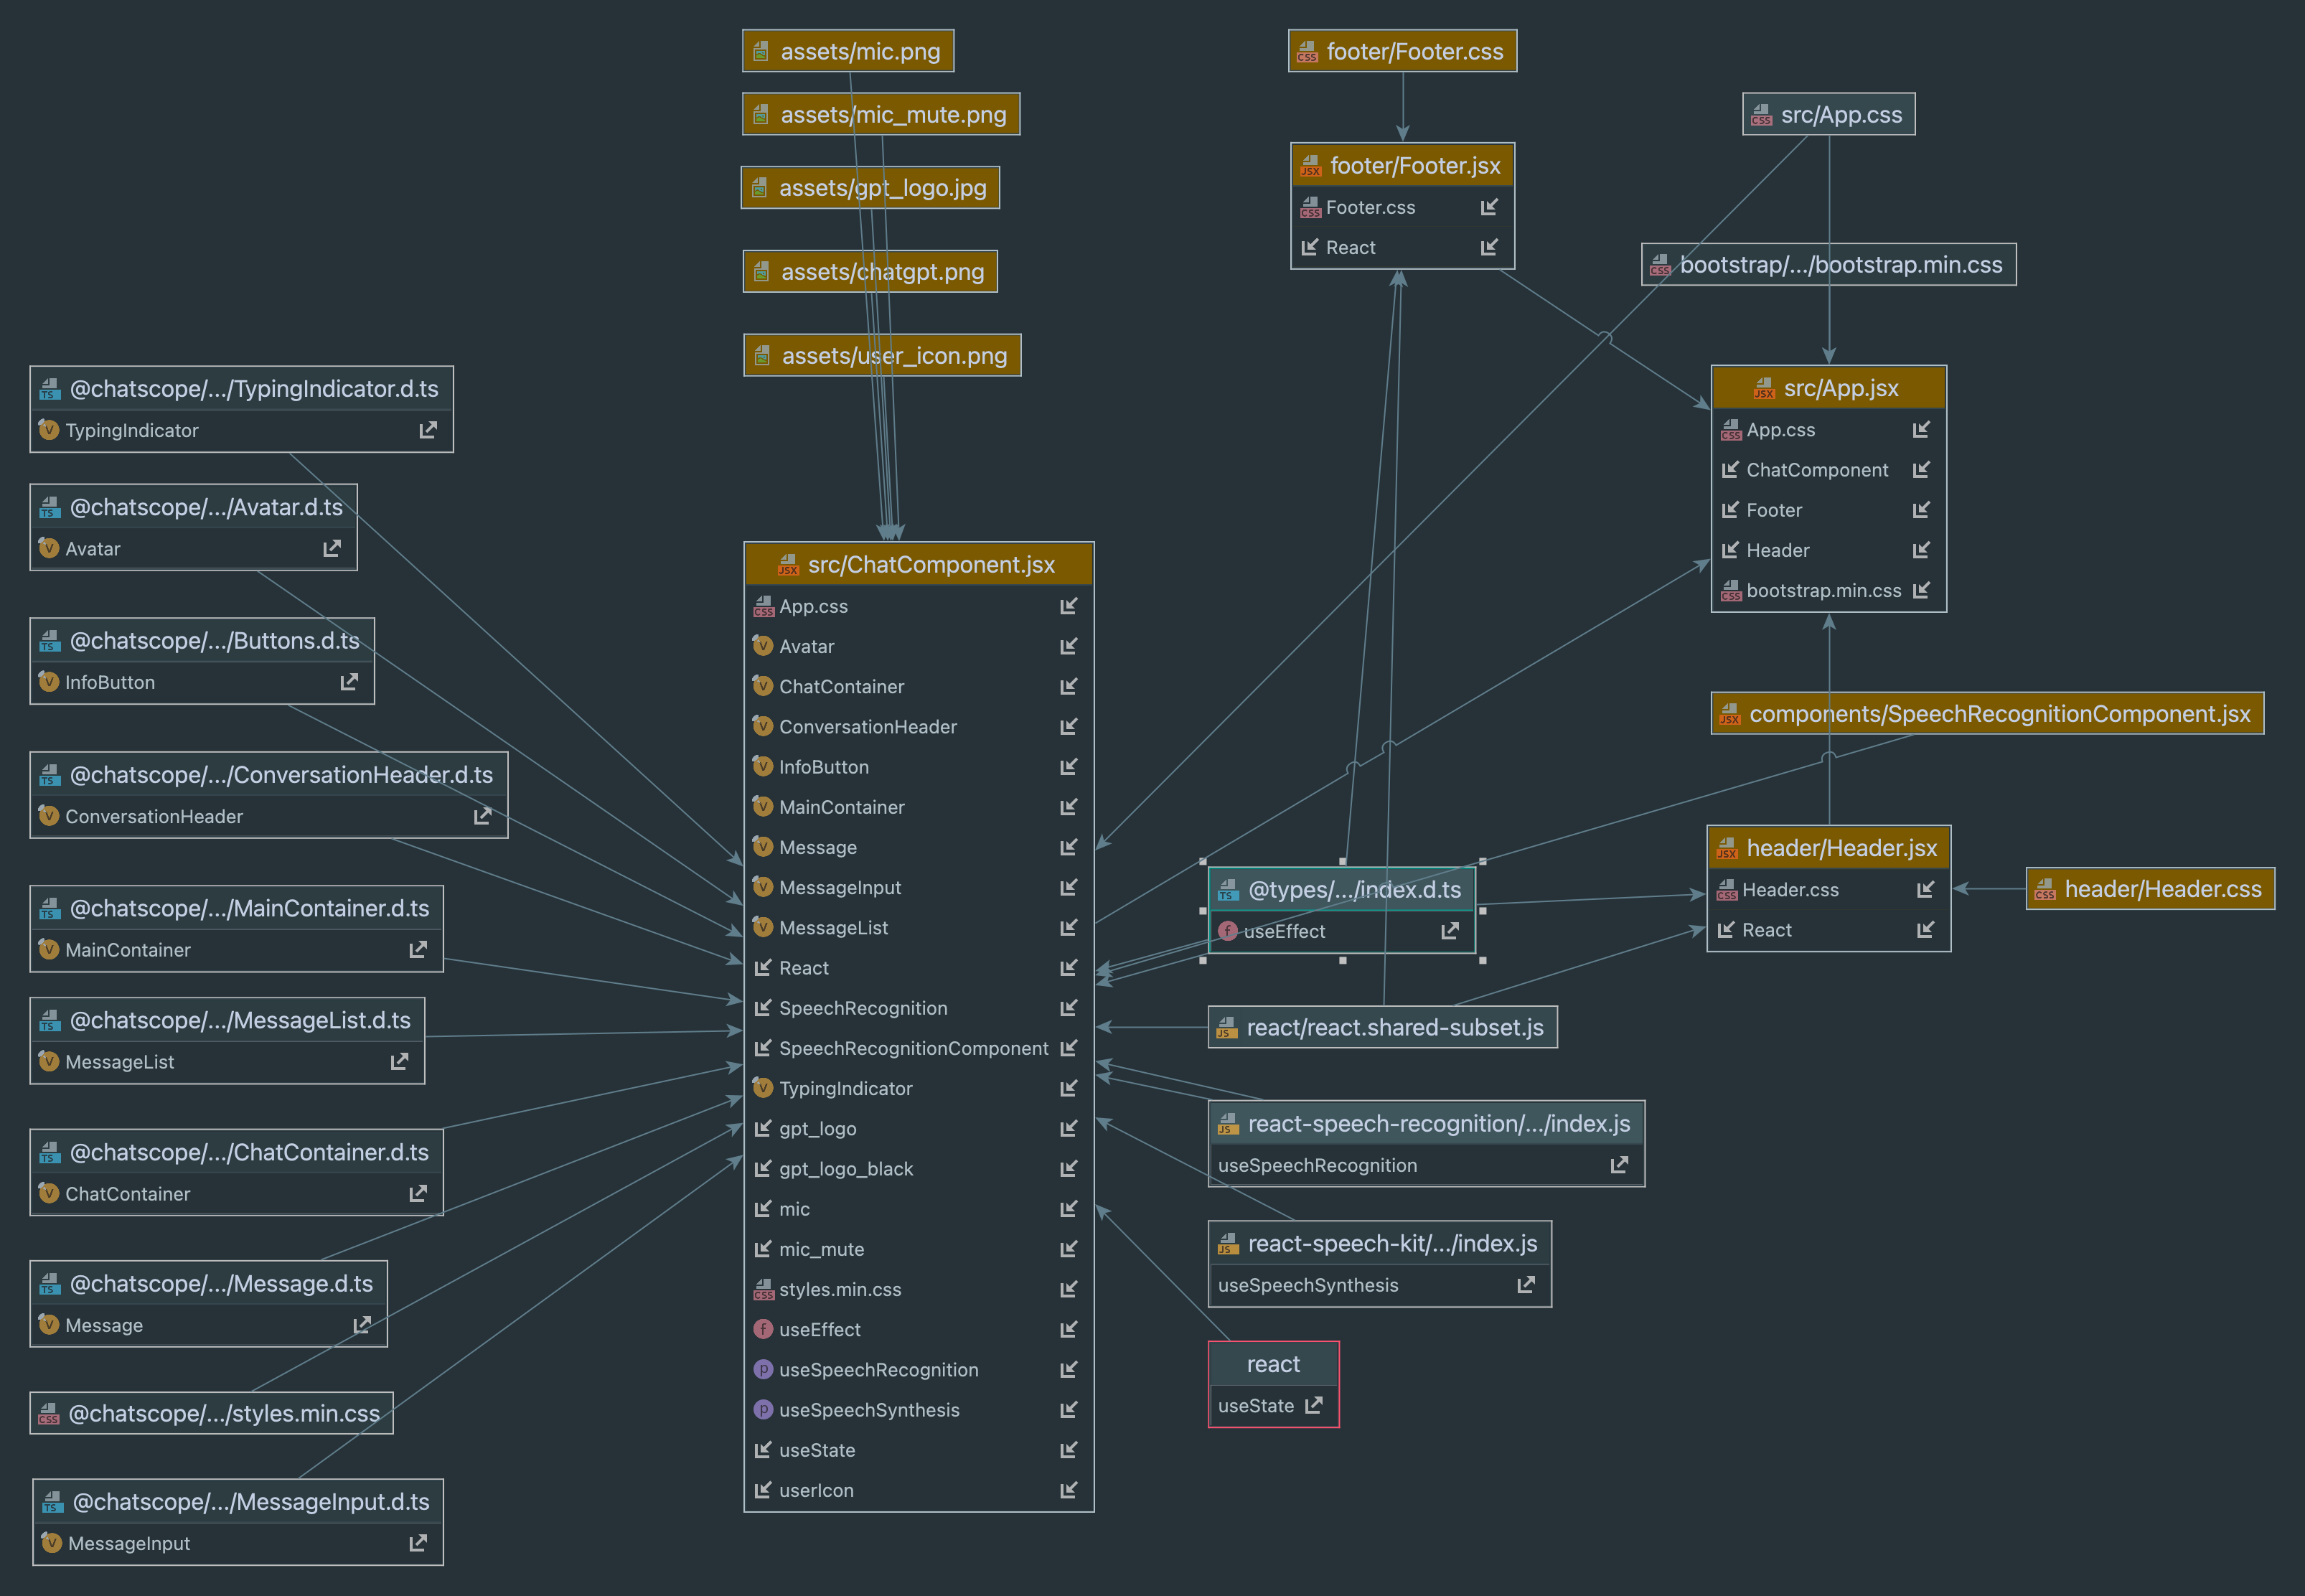 assets/mic.png
assets/mic_mute.png
assets/gpt_logo.jpg
assets/chatgpt.png
assets/user_icon.png
footer/Footer.css
footer/Footer.jsx
Footer.css
React
src/App.css
bootstrap/.../bootstrap.min.css
src/App.jsx
App.css
ChatComponent
Footer
Header
bootstrap.min.css
@chatscope/.../TypingIndicator.d.ts
TypingIndicator
@chatscope/.../Avatar.d.ts
Avatar
@chatscope/.../Buttons.d.ts
InfoButton
@chatscope/.../ConversationHeader.d.ts
ConversationHeader
@chatscope/.../MainContainer.d.ts
MainContainer
@chatscope/.../MessageList.d.ts
MessageList
@chatscope/.../ChatContainer.d.ts
ChatContainer
@chatscope/.../Message.d.ts
Message
@chatscope/.../styles.min.css
@chatscope/.../MessageInput.d.ts
MessageInput
src/ChatComponent.jsx
App.css
Avatar
ChatContainer
ConversationHeader
InfoButton
MainContainer
Message
MessageInput
MessageList
React
SpeechRecognition
SpeechRecognitionComponent
TypingIndicator
gpt_logo
gpt_logo_black
mic
mic_mute
styles.min.css
useEffect
useSpeechRecognition
useSpeechSynthesis
useState
userIcon
components/SpeechRecognitionComponent.jsx
header/Header.jsx
Header.css
React
header/Header.css
@types/.../index.d.ts
useEffect
react/react.shared-subset.js
react-speech-recognition/.../index.js
useSpeechRecognition
react-speech-kit/.../index.js
useSpeechSynthesis
react
useState